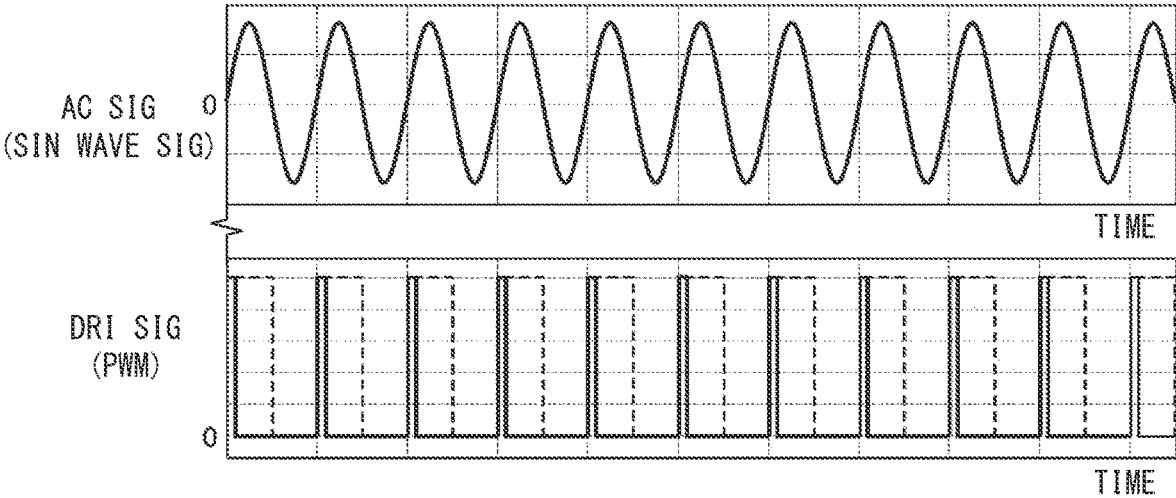 AC SIG
(SIN WAVE SIG)
0
TIME
DRI SIG
(PWM)
0
TIME